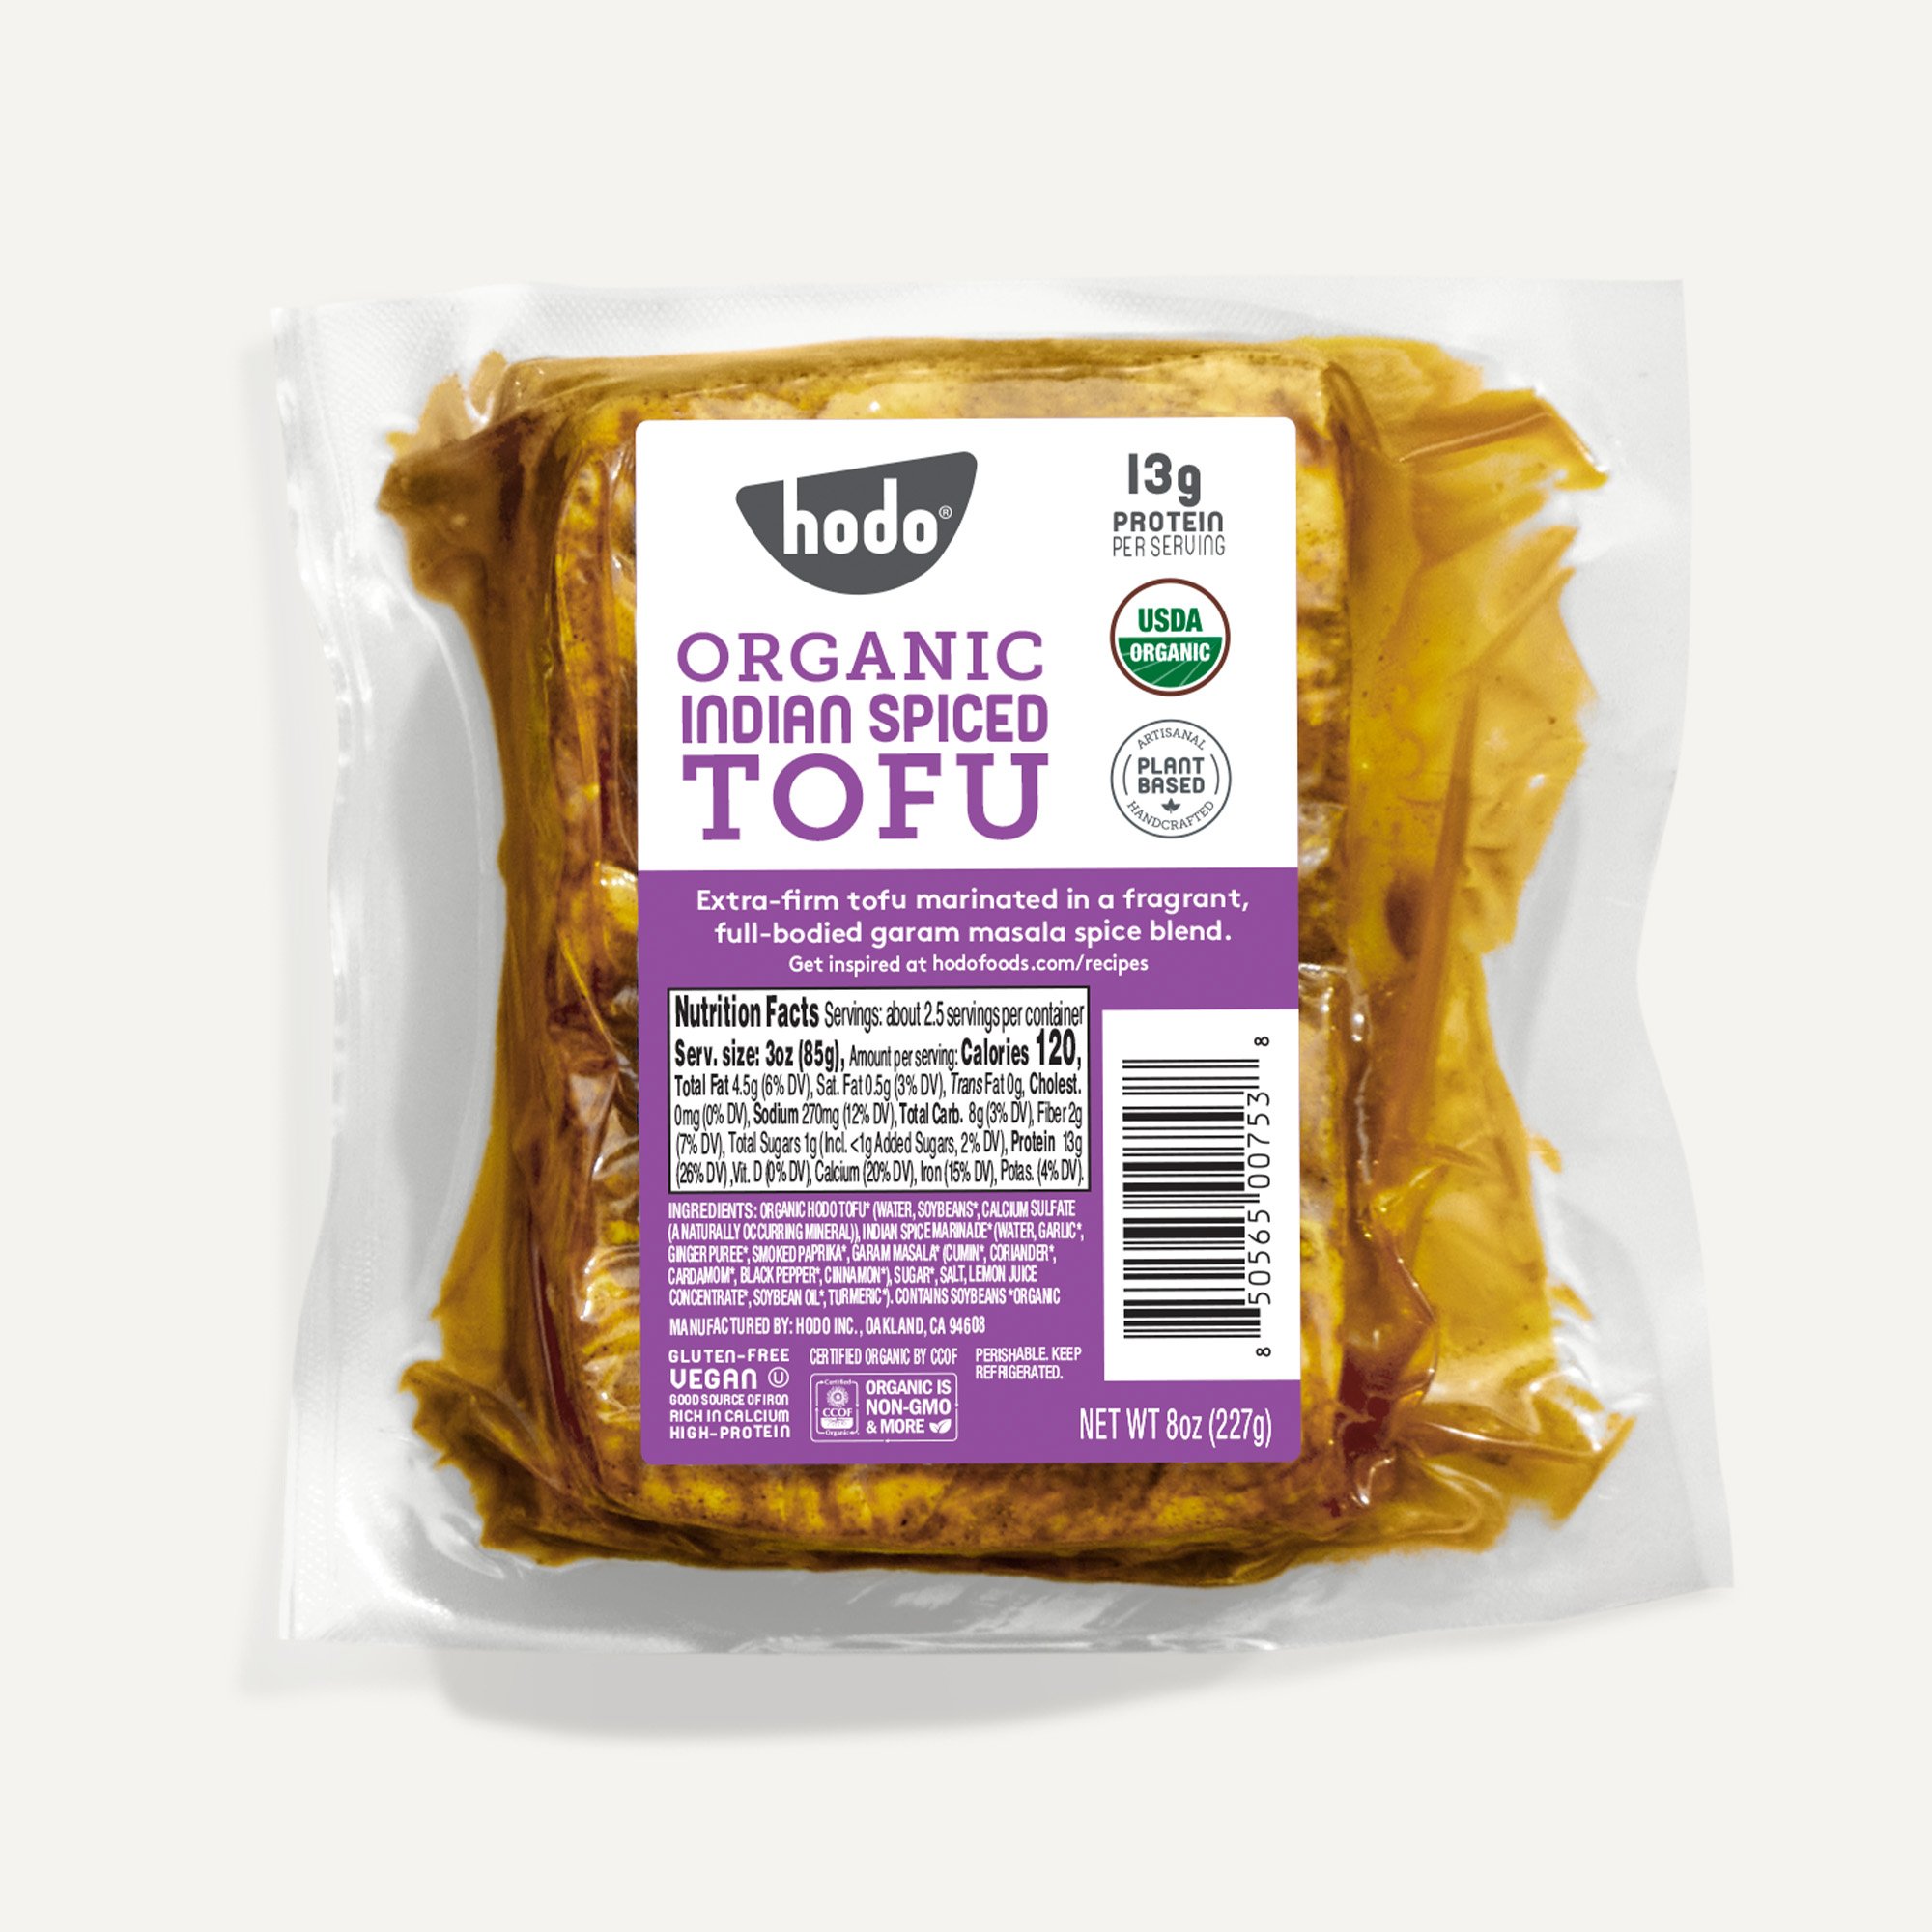 hodo®
13g
PROTEIN
PER SERVING
USDA
ORGANIC
ORGANIC
INDIAN SPICED
TOFU
ARTISANAL
PLANT
BASED
HANDCRAFTED
Extra-firm tofu marinated in a fragrant,
full-bodied garam masala spice blend.
Get inspired at hodofoods.com/recipes
Nutrition Facts Servings: about 2.5 servings per container
Serv. size: 3oz (85g), Amount per serving: Calories 120,
Total Fat 4.5g (6% DV), Sat. Fat 0.5g (3% DV), Trans Fat 0g, Cholest.
0mg (0% DV), Sodium 270mg (12% DV), Total Carb. 8g (3% DV), Fiber 2g
(7% DV), Total Sugars 1g (Incl. <1g Added Sugars, 2% DV), Protein 13g
(26% DV), Vit. D (0% DV), Calcium (20% DV), Iron (15% DV), Potas. (4% DV).
INGREDIENTS: ORGANIC HODO TOFU* (WATER, SOYBEANS*, CALCIUM SULFATE
(A NATURALLY OCCURRING MINERAL)), INDIAN SPICE MARINADE* (WATER, GARLIC*,
GINGER PUREE*, SMOKED PAPRIKA*, GARAM MASALA* (CUMIN*, CORIANDER*,
CARDAMOM*, BLACK PEPPER*, CINNAMON*), SUGAR*, SALT, LEMON JUICE
CONCENTRATE*, SOYBEAN OIL*, TURMERIC*). CONTAINS SOYBEANS *ORGANIC
MANUFACTURED BY: HODO INC., OAKLAND, CA 94608
GLUTEN-FREE
VEGAN U
GOOD SOURCE OF IRON
RICH IN CALCIUM
HIGH-PROTEIN
CERTIFIED ORGANIC BY CCOF
Certified
CCOF
Organic
ORGANIC IS
NON-GMO
& MORE
PERISHABLE. KEEP
REFRIGERATED.
8 50565 00753 8
NET WT 8oz (227g)